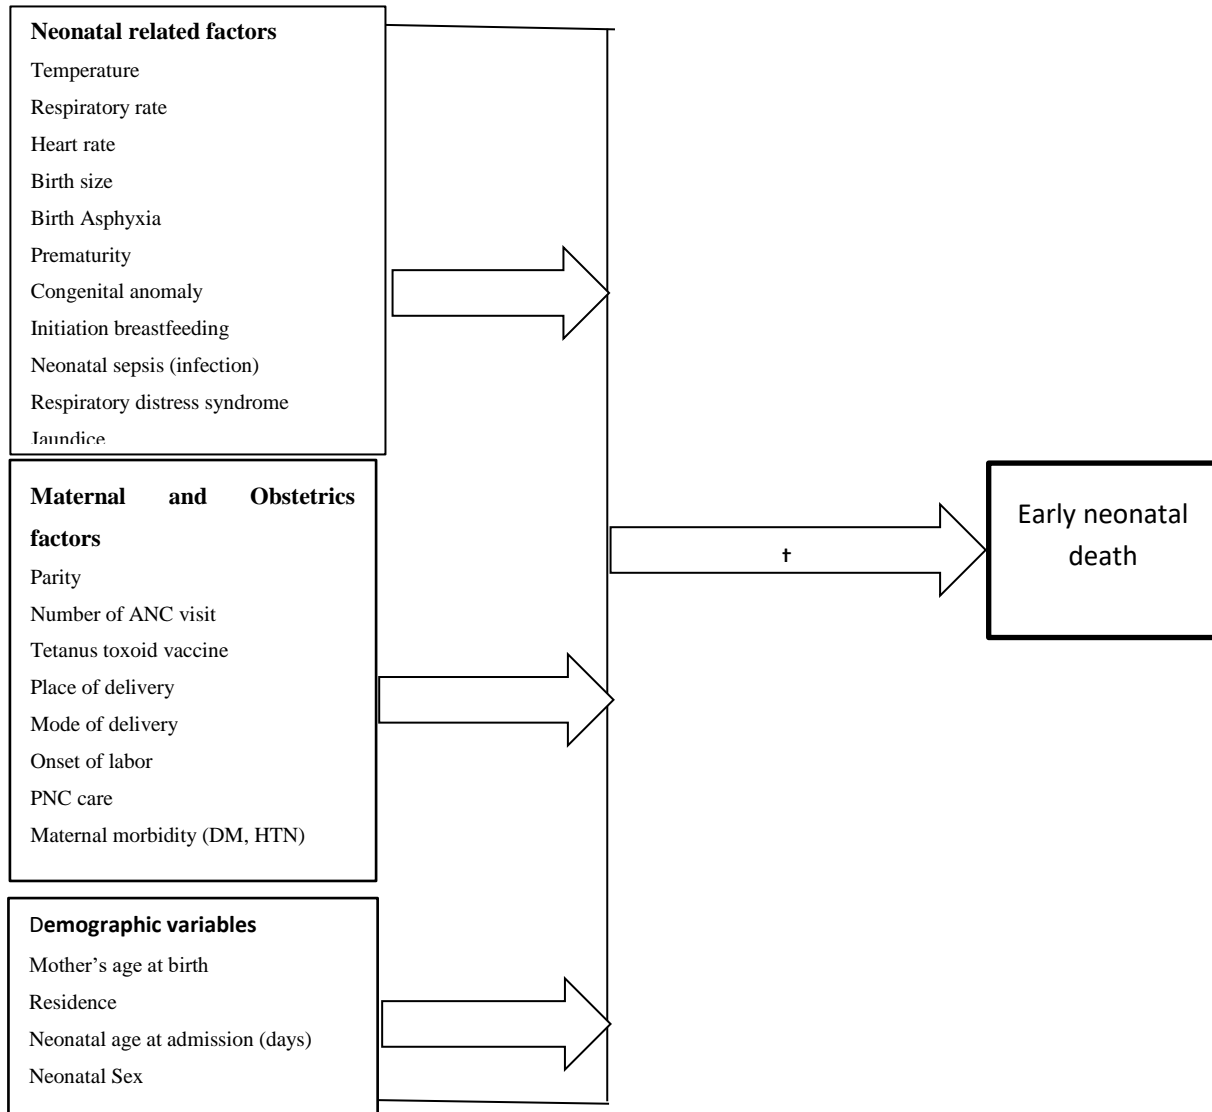 Neonatal related factors
Temperature
Respiratory rate
Heart rate
Birth size
Birth Asphyxia
Prematurity
Congenital anomaly
Initiation breastfeeding
Neonatal sepsis (infection)
Respiratory distress syndrome
Jaundice
Maternal and Obstetrics
factors
Parity
Number of ANC visit
Tetanus toxoid vaccine
Place of delivery
Mode of delivery
Onset of labor
PNC care
Maternal morbidity (DM, HTN)
Demographic variables
Mother’s age at birth
Residence
Neonatal age at admission (days)
Neonatal Sex
†
Early neonatal
death